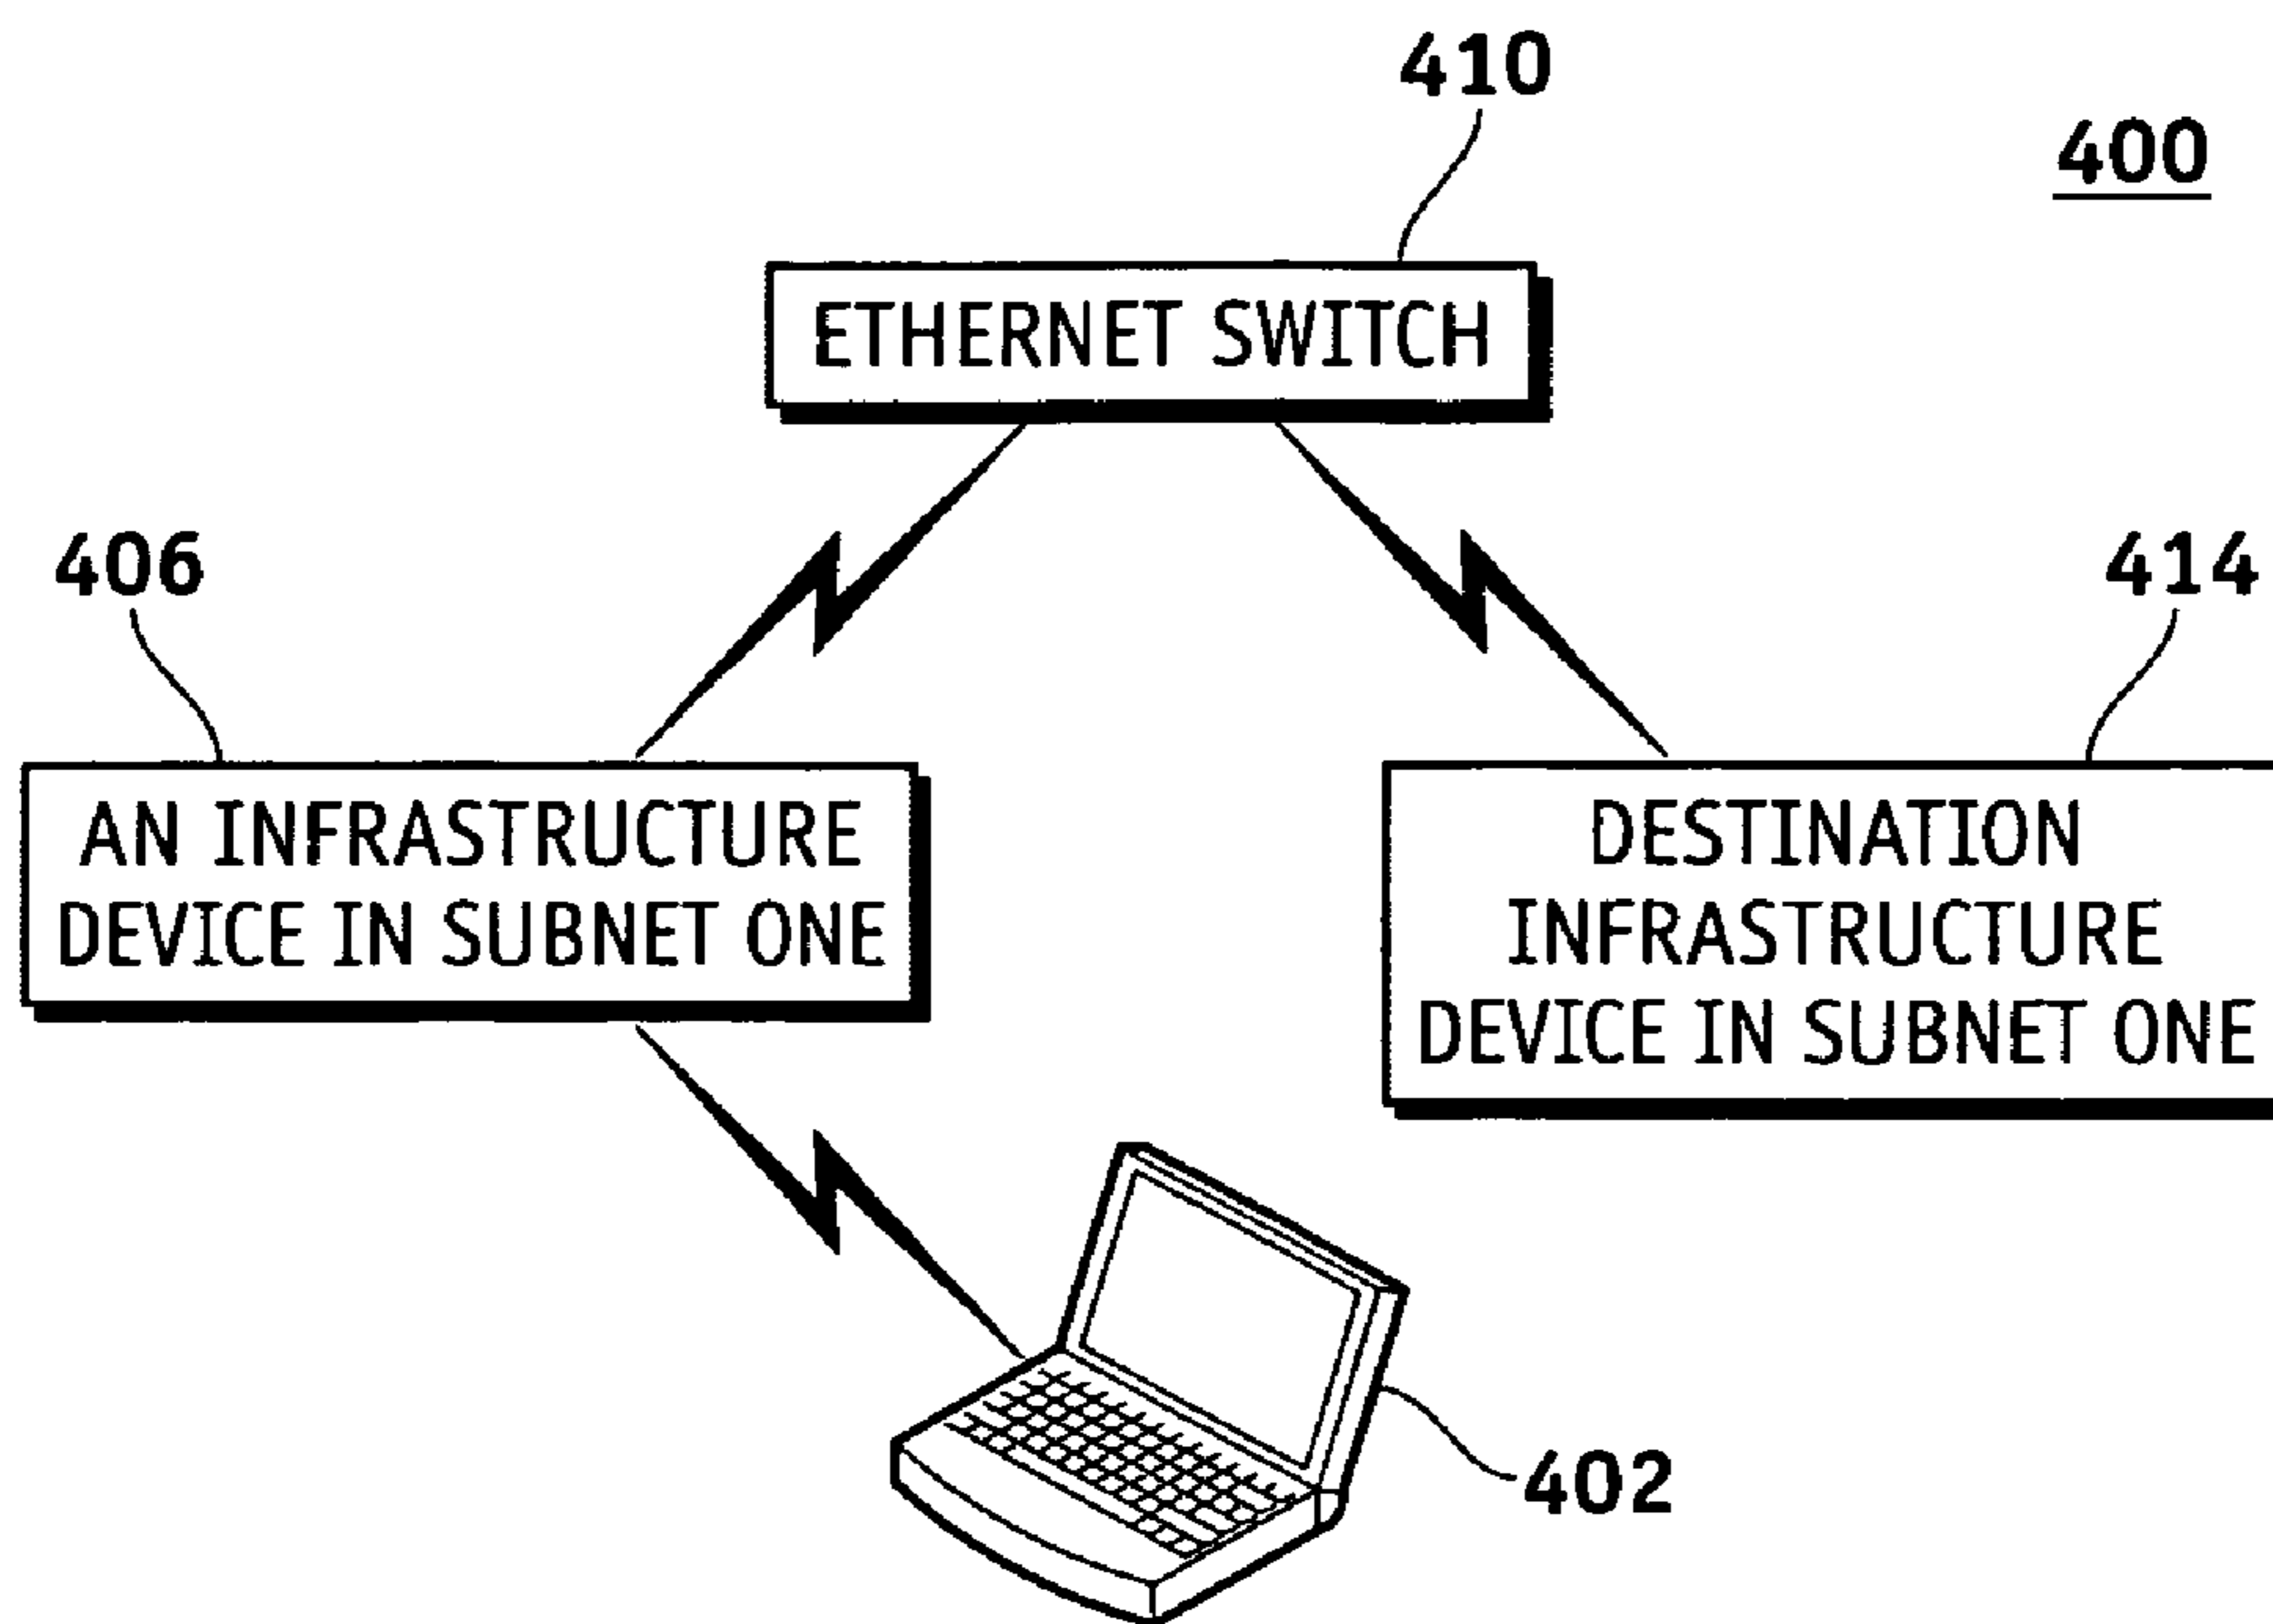 410
400
ETHERNET SWITCH
406
414
AN INFRASTRUCTURE
DEVICE IN SUBNET ONE
DESTINATION
INFRASTRUCTURE
DEVICE IN SUBNET ONE
402